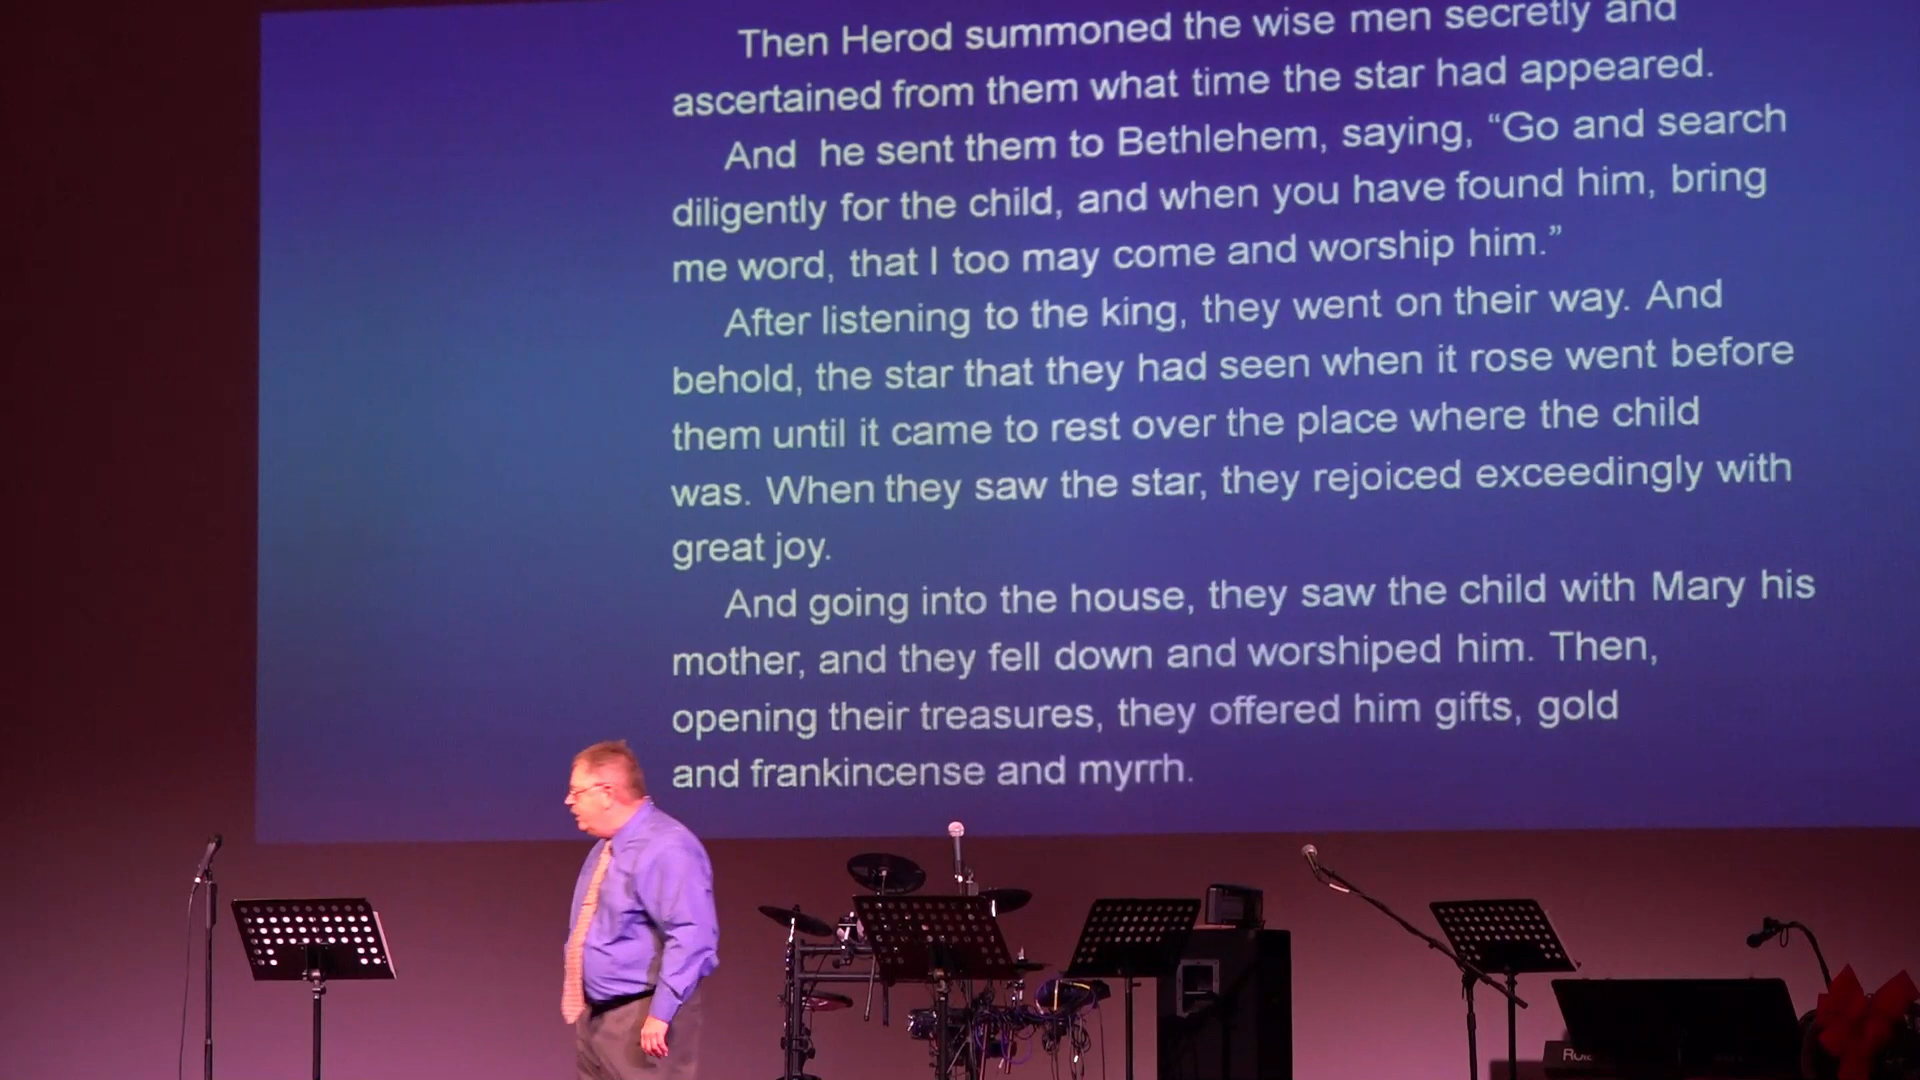 Then Herod summoned the wise men secretly and
ascertained from them what time the star had appeared.
And he sent them to Bethlehem, saying, “Go and search
diligently for the child, and when you have found him, bring
me word, that I too may come and worship him.”
After listening to the king, they went on their way. And
behold, the star that they had seen when it rose went before
them until it came to rest over the place where the child
was. When they saw the star, they rejoiced exceedingly with
great joy.
And going into the house, they saw the child with Mary his
mother, and they fell down and worshiped him. Then,
opening their treasures, they offered him gifts, gold
and frankincense and myrrh.